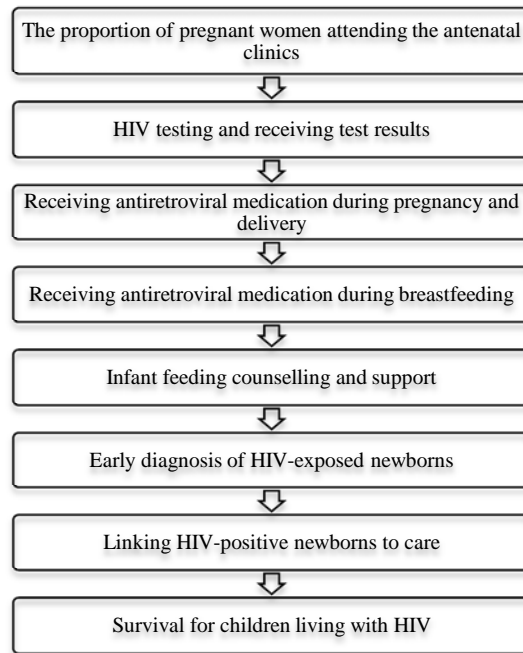 The proportion of pregnant women attending the antenatal
clinics
HIV testing and receiving test results
Receiving antiretroviral medication during pregnancy and
delivery
Receiving antiretroviral medication during breastfeeding
Infant feeding counselling and support
Early diagnosis of HIV-exposed newborns
Linking HIV-positive newborns to care
Survival for children living with HIV